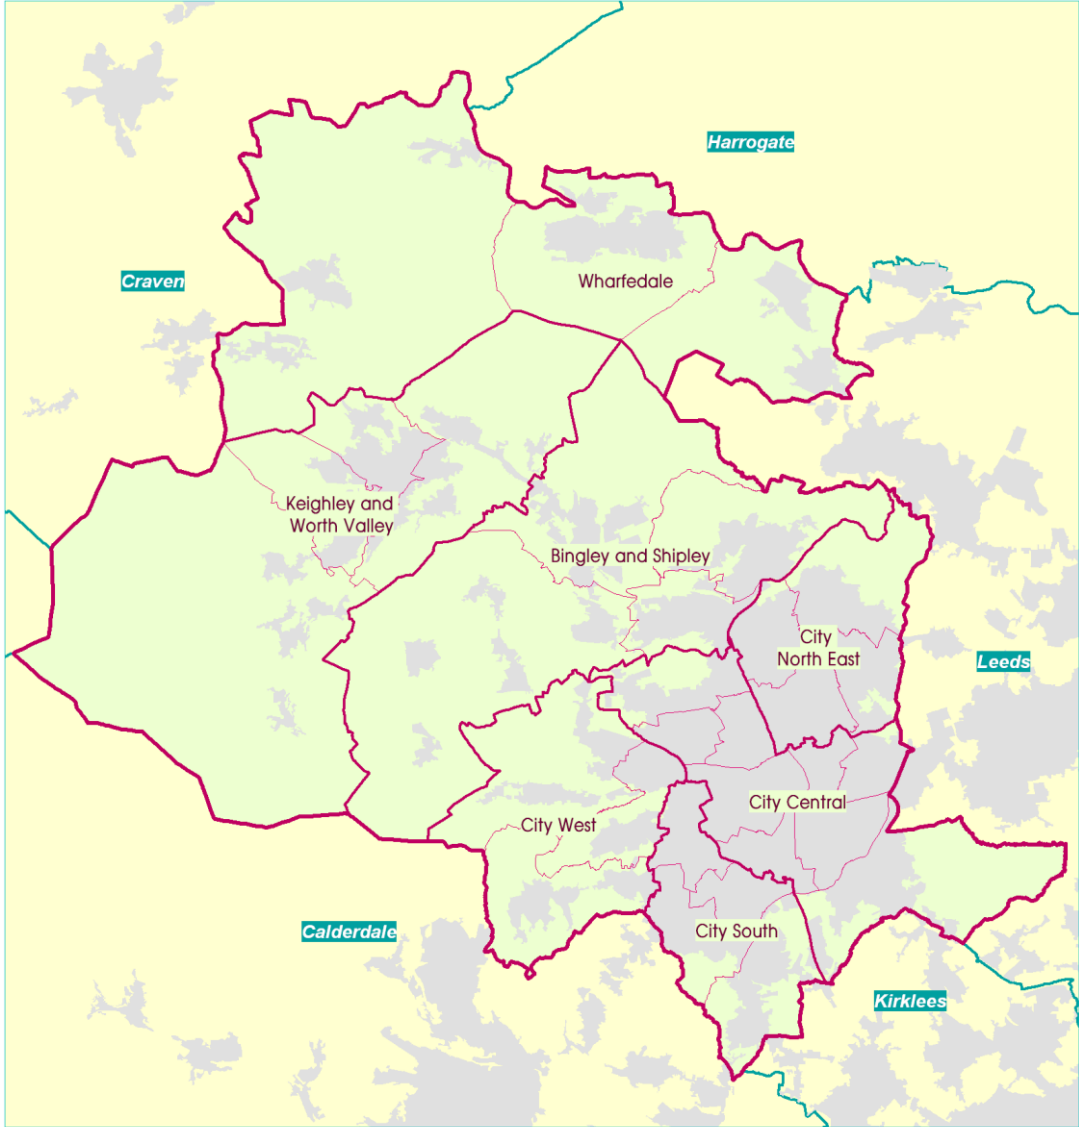 Harrogate
Craven
Wharfedale
Keighley and
Worth Valley
Bingley and Shipley
City
North East
Leeds
City Central
City West
City South
Calderdale
Kirklees